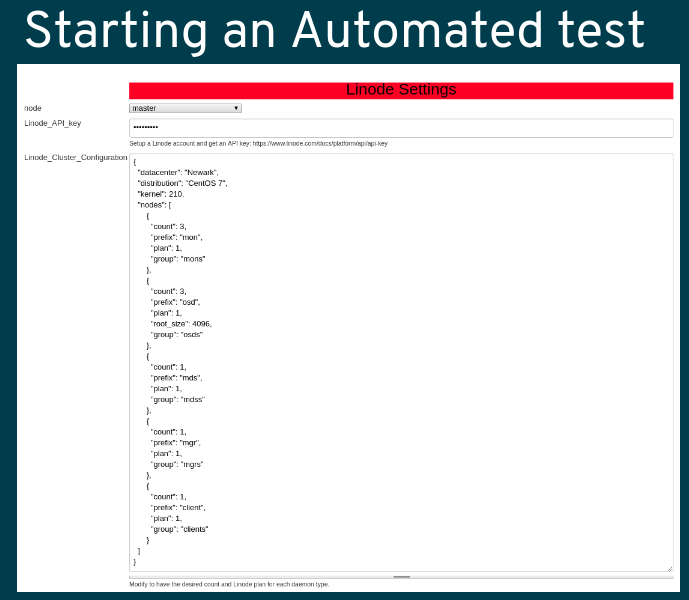 Starting an Automated test
Linode Settings
node
master
Linode_API_key
•••••••••
Setup a Linode account and get an API key: https://www.linode.com/docs/platform/api/api-key
Linode_Cluster_Configuration
{
"datacenter": "Newark",
"distribution": "CentOS 7",
"kernel": 210,
"nodes": [
{
"count": 3,
"prefix": "mon",
"plan": 1,
"group": "mons"
},
{
"count": 3,
"prefix": "osd",
"plan": 1,
"root_size": 4096,
"group": "osds"
},
{
"count": 1,
"prefix": "mds",
"plan": 1,
"group": "mdss"
},
{
"count": 1,
"prefix": "mgr",
"plan": 1,
"group": "mgrs"
},
{
"count": 1,
"prefix": "client",
"plan": 1,
"group": "clients"
}
]
}
Modify to have the desired count and Linode plan for each daemon type.